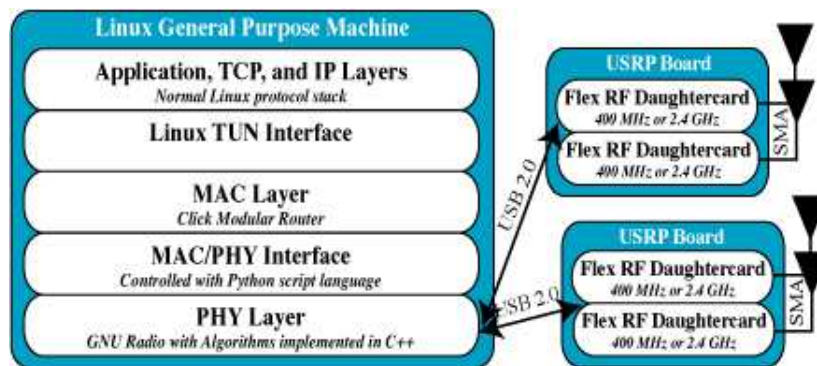 Linux General Purpose Machine
Application, TCP, and IP Layers
Normal Linux protocol stack
Linux TUN Interface
MAC Layer
Click Modular Router
MAC/PHY Interface
Controlled with Python script language
PHY Layer
GNU Radio with Algorithms implemented in C++
USB 2.0
USB 2.0
USRP Board
Flex RF Daughtercard
400 MHz or 2.4 GHz
Flex RF Daughtercard
400 MHz or 2.4 GHz
SMA
USRP Board
Flex RF Daughtercard
400 MHz or 2.4 GHz
Flex RF Daughtercard
400 MHz or 2.4 GHz
SMA